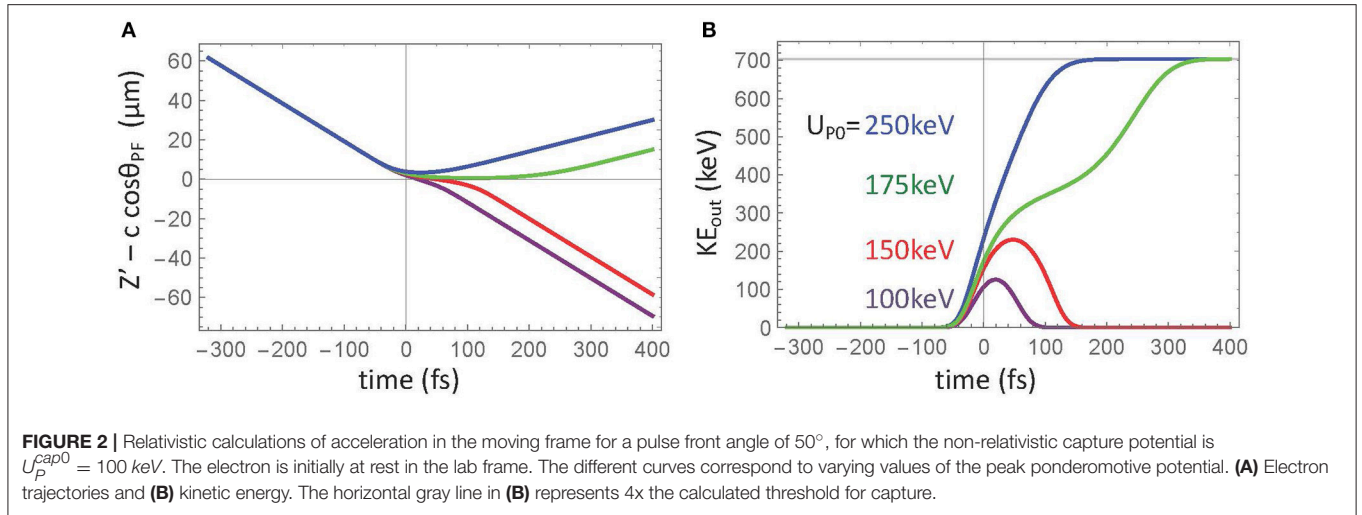 A
Z' – c cosθPF (μm)
60
40
20
0
−20
−40
−60
−300 −200 −100 0 100 200 300 400
time (fs)
B
KEout (keV)
700
600
500
400
300
200
100
0
UP0= 250keV
175keV
150keV
100keV
−300 −200 −100 0 100 200 300 400
time (fs)
FIGURE 2 | Relativistic calculations of acceleration in the moving frame for a pulse front angle of 50°, for which the non-relativistic capture potential is
U_P^cap0 = 100 keV. The electron is initially at rest in the lab frame. The different curves correspond to varying values of the peak ponderomotive potential. (A) Electron
trajectories and (B) kinetic energy. The horizontal gray line in (B) represents 4x the calculated threshold for capture.